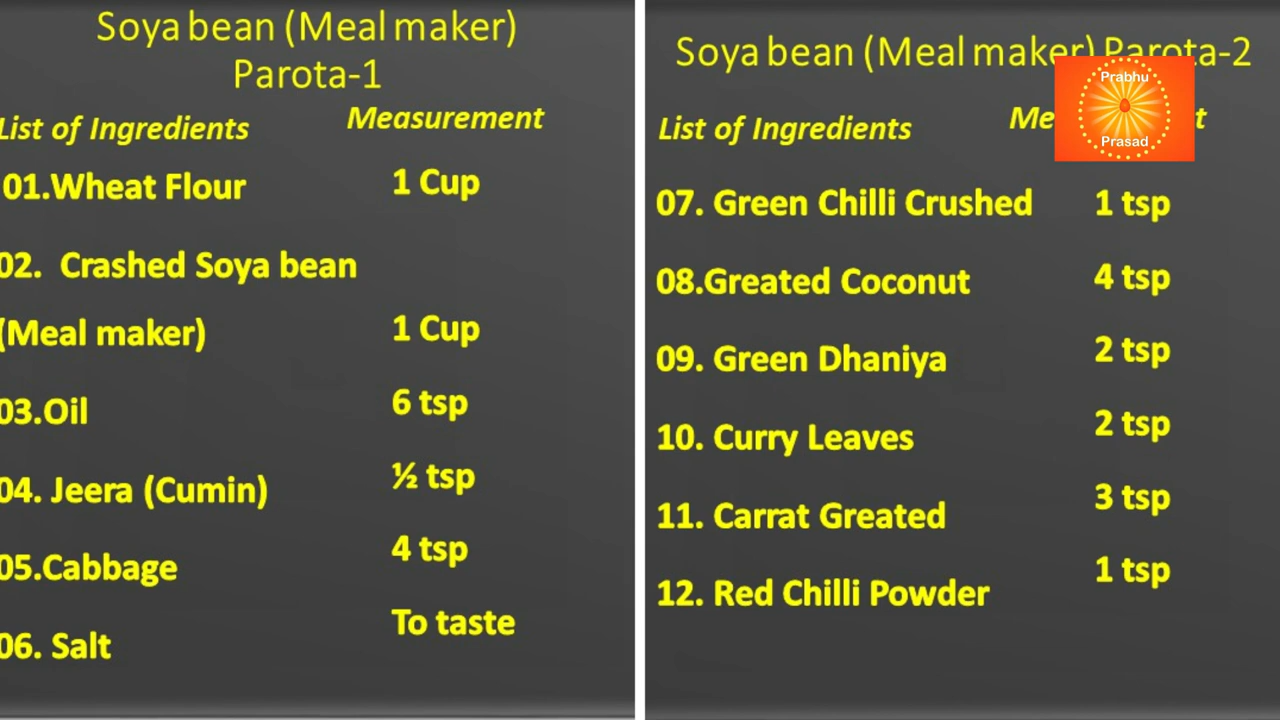 Soya bean (Meal maker)
Parota-1
List of Ingredients Measurement
01.Wheat Flour 1 Cup
02. Crashed Soya bean
(Meal maker) 1 Cup
03.Oil 6 tsp
04. Jeera (Cumin) ½ tsp
05.Cabbage 4 tsp
06. Salt To taste
Soya bean (Meal maker) Parota-2
List of Ingredients
Prabhu
Prasad
07. Green Chilli Crushed 1 tsp
08.Greated Coconut 4 tsp
09. Green Dhaniya 2 tsp
10. Curry Leaves 2 tsp
11. Carrat Greated 3 tsp
12. Red Chilli Powder 1 tsp